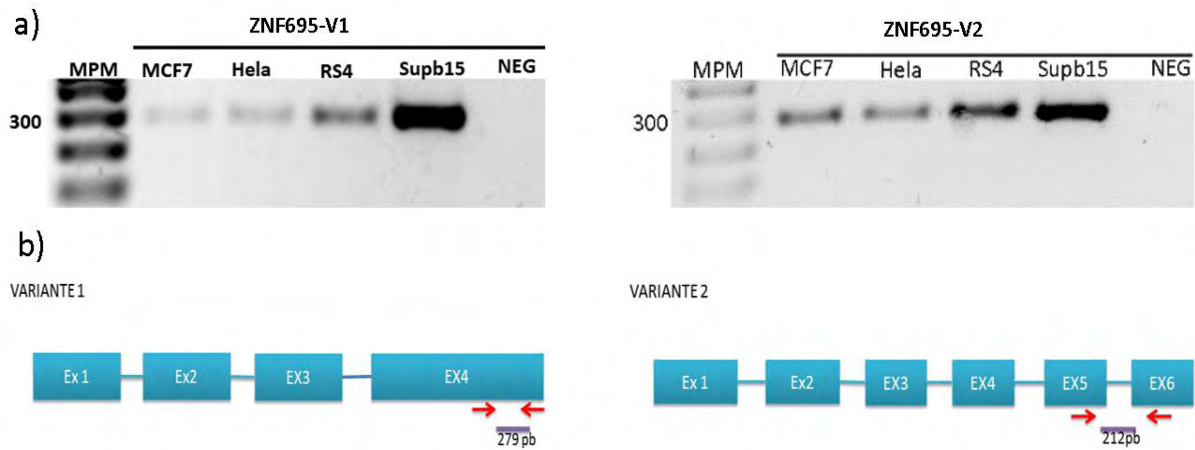 a)
ZNF695-V1
MPM MCF7 Hela RS4 Supb15 NEG
300
ZNF695-V2
MPM MCF7 Hela RS4 Supb15 NEG
300
b)
VARIANTE 1
Ex 1 Ex2 EX3 EX4
279 pb
VARIANTE 2
Ex 1 Ex2 EX3 EX4 EX5 EX6
212pb